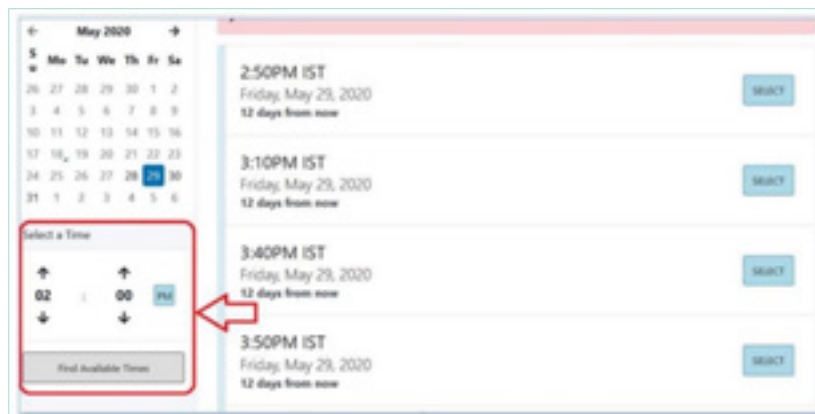 ← May 2020 →
Su Mo Tu We Th Fr Sa
26 27 28 29 30 1 2
3 4 5 6 7 8 9
10 11 12 13 14 15 16
17 18 19 20 21 22 23
24 25 26 27 28 29 30
31 1 2 3 4 5 6
Select a Time
02 : 00 PM
Find Available Times
2:50PM IST
Friday, May 29, 2020
12 days from now
SELECT
3:10PM IST
Friday, May 29, 2020
12 days from now
SELECT
3:40PM IST
Friday, May 29, 2020
12 days from now
SELECT
3:50PM IST
Friday, May 29, 2020
12 days from now
SELECT